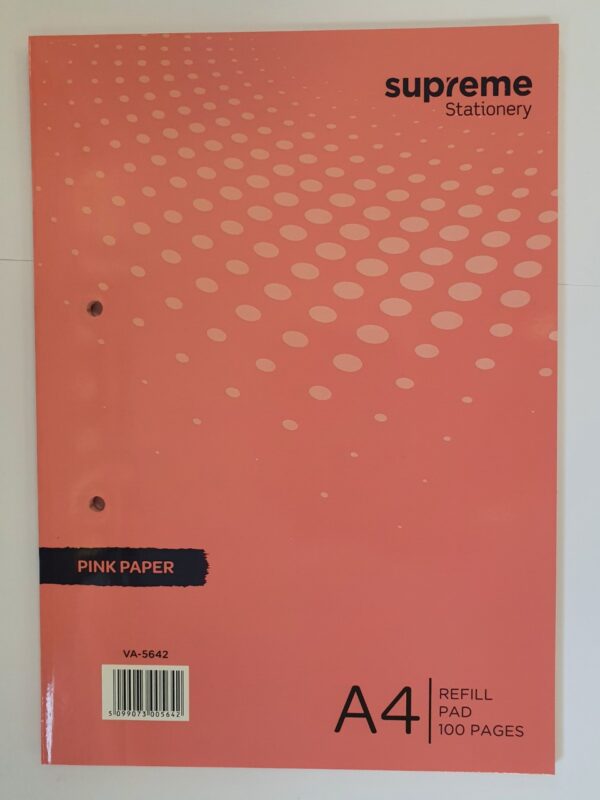 supreme
Stationery
PINK PAPER
VA-5642
5 099073 005642
A4
REFILL
PAD
100 PAGES